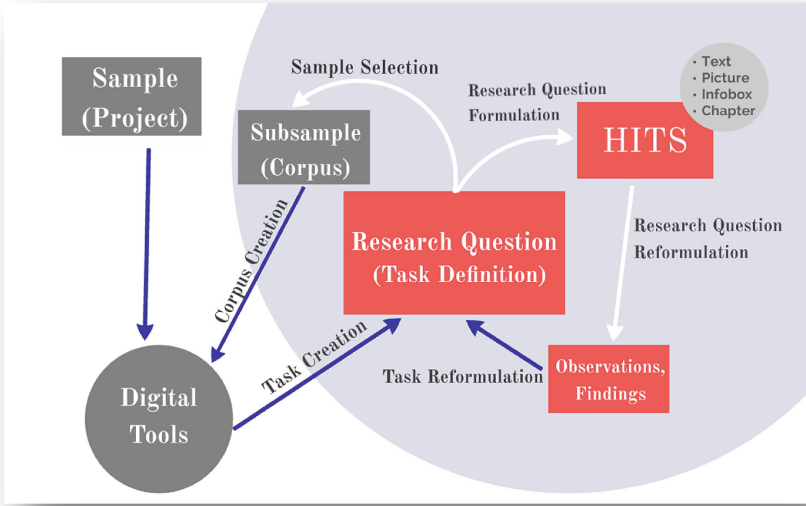 Sample
(Project)
Sample Selection
Subsample
(Corpus)
Research Question
Formulation
HITS
· Text
· Picture
· Infobox
· Chapter
Research Question
(Task Definition)
Research Question
Reformulation
Corpus Creation
Task Creation
Task Reformulation
Observations,
Findings
Digital
Tools